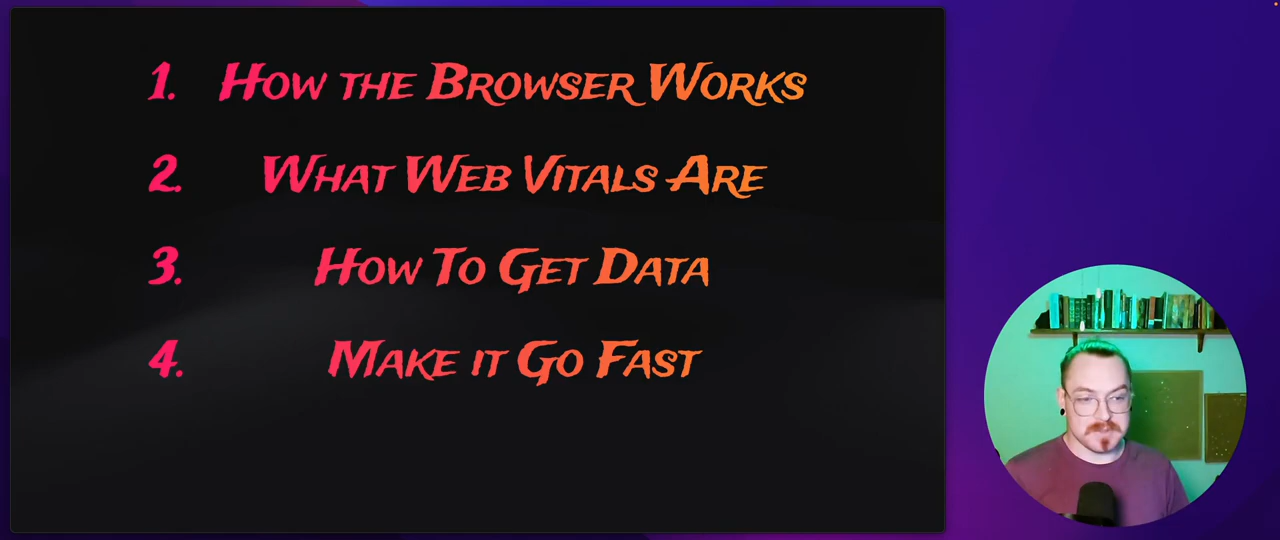 1. How the Browser Works
2. What Web Vitals Are
3. How To Get Data
4. Make it Go Fast